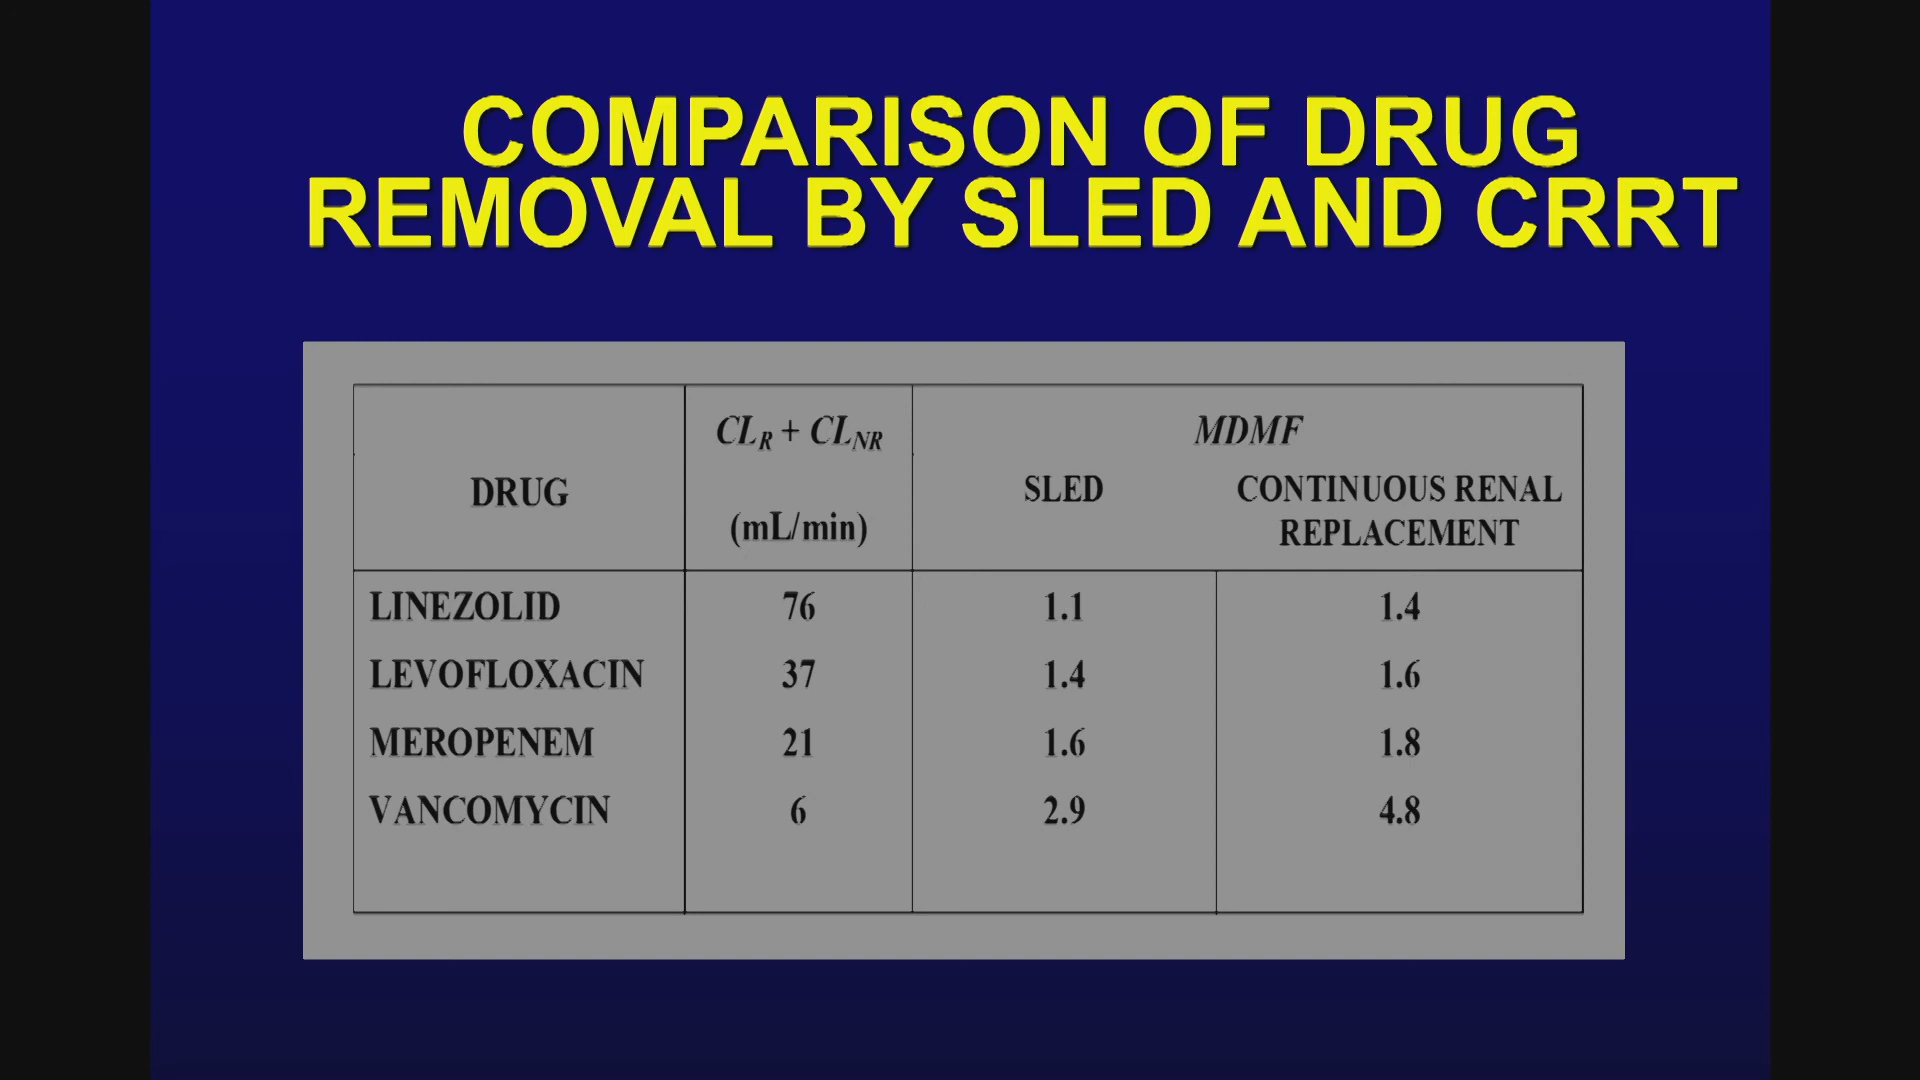 COMPARISON OF DRUG
REMOVAL BY SLED AND CRRT
DRUG CLR + CLNR (mL/min) MDMF
SLED CONTINUOUS RENAL REPLACEMENT
LINEZOLID 76 1.1 1.4
LEVOFLOXACIN 37 1.4 1.6
MEROPENEM 21 1.6 1.8
VANCOMYCIN 6 2.9 4.8